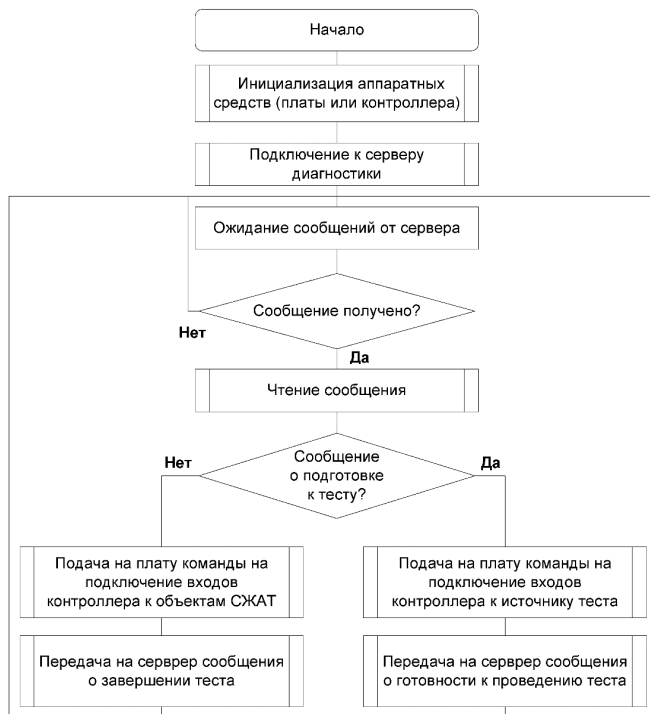 Начало
Инициализация аппаратных
средств (платы или контроллера)
Подключение к серверу
диагностики
Ожидание сообщений от сервера
Сообщение получено?
Нет
Да
Чтение сообщения
Сообщение
о подготовке
к тесту?
Нет
Да
Подача на плату команды на
подключение входов
контроллера к объектам СЖАТ
Подача на плату команды на
подключение входов
контроллера к источнику теста
Передача на серврер сообщения
о завершении теста
Передача на серврер сообщения
о готовности к проведению теста